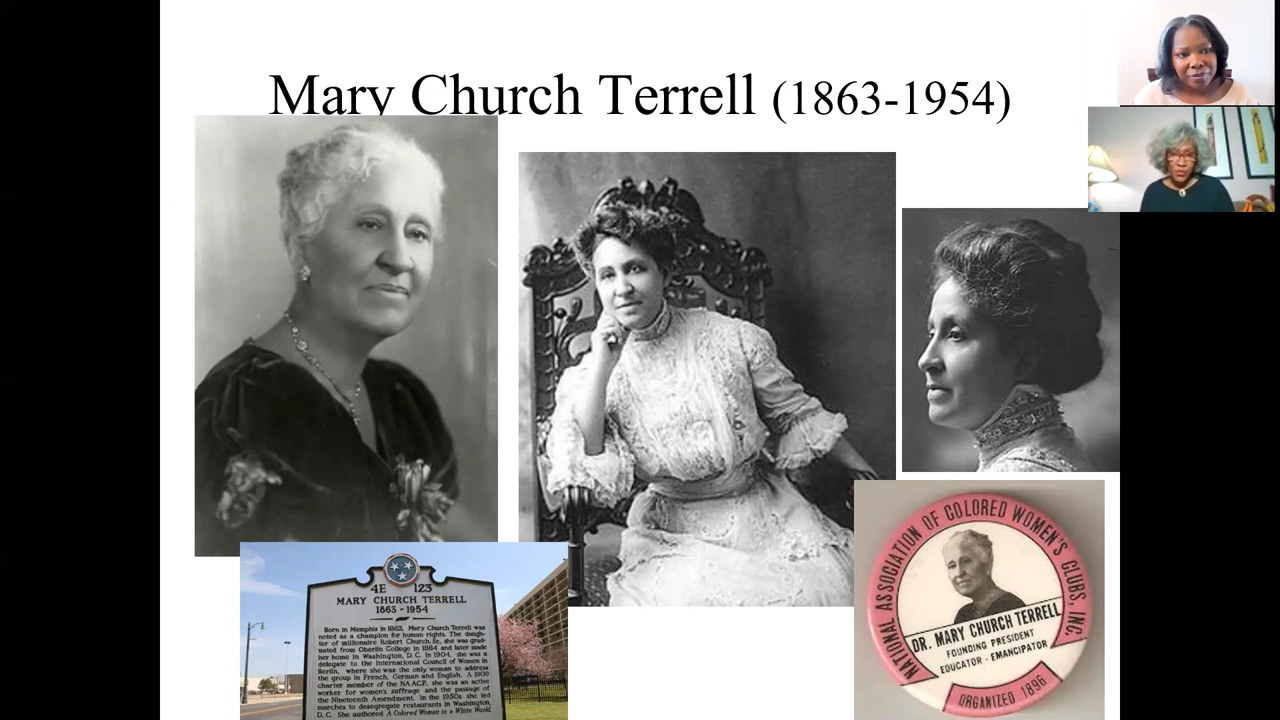 Mary Church Terrell (1863-1954)
4E 123
MARY CHURCH TERRELL
1863-1954
Born in Memphis in 1863, Mary Church Terrell was
noted as a champion for human rights. The daugh-
ter of millionaire Robert Church, Sr., she was grad-
uated from Oberlin College in 1884 and later made
her home in Washington, D. C. In 1904, she was a
delegate to the International Council of Women in
Berlin, where she was the only woman to address
the group in French, German and English. A 1909
charter member of the NAACP, she was an active
worker for women's suffrage and the passage of
the Nineteenth Amendment. In the 1950s she led
marches to desegregate restaurants in Washington,
D. C. She authored A Colored Woman in a White World.
NATIONAL ASSOCIATION OF COLORED WOMEN'S CLUBS, INC.
DR. MARY CHURCH TERRELL
FOUNDING PRESIDENT
EDUCATOR - EMANCIPATOR
ORGANIZED 1896